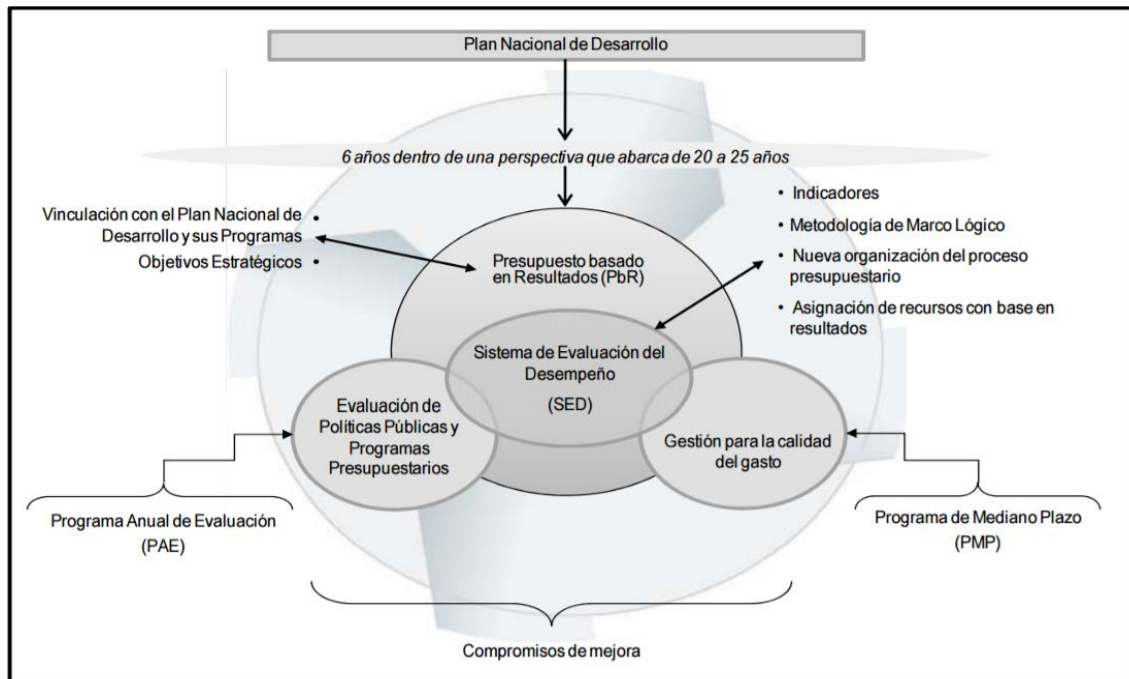 Plan Nacional de Desarrollo
6 años dentro de una perspectiva que abarca de 20 a 25 años
Vinculación con el Plan Nacional de •
Desarrollo y sus Programas
Objetivos Estratégicos •
• Indicadores
• Metodología de Marco Lógico
• Nueva organización del proceso
presupuestario
• Asignación de recursos con base en
resultados
Presupuesto basado
en Resultados (PbR)
Sistema de Evaluación del
Desempeño
(SED)
Evaluación de
Políticas Públicas y
Programas
Presupuestarios
Gestión para la calidad
del gasto
Programa Anual de Evaluación
(PAE)
Programa de Mediano Plazo
(PMP)
Compromisos de mejora